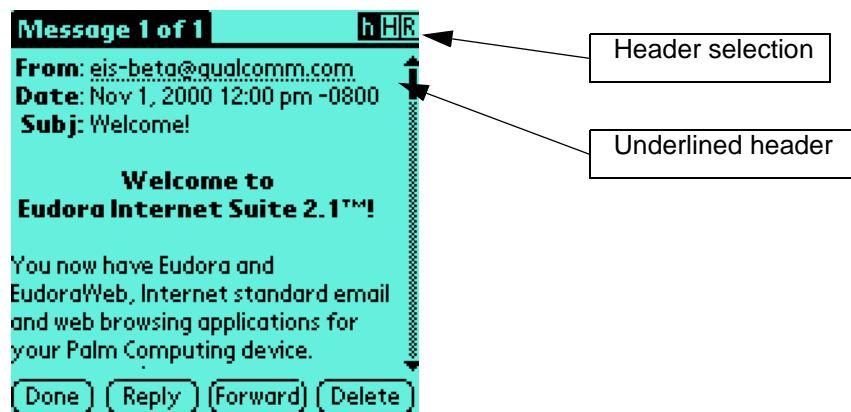 Message 1 of 1
h H R
Header selection
From: eis-beta@qualcomm.com
Date: Nov 1, 2000 12:00 pm -0800
Subj: Welcome!
Underlined header
Welcome to
Eudora Internet Suite 2.1™!
You now have Eudora and
EudoraWeb, Internet standard email
and web browsing applications for
your Palm Computing device.
Done Reply Forward Delete